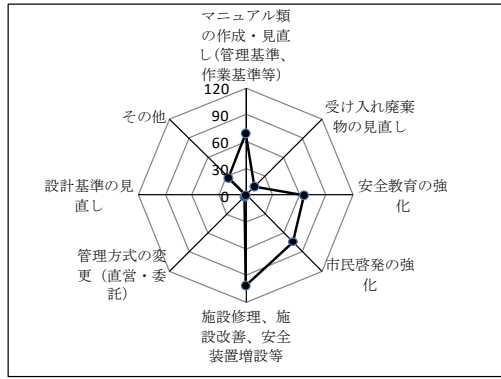 マニュアル類
の作成・見直
し(管理基準、
作業基準等)
受け入れ廃棄
物の見直し
安全教育の強
化
市民啓発の強
化
施設修理、施
設改善、安全
装置増設等
管理方式の変
更（直営・委
託）
設計基準の見
直し
その他
120
90
60
30
0